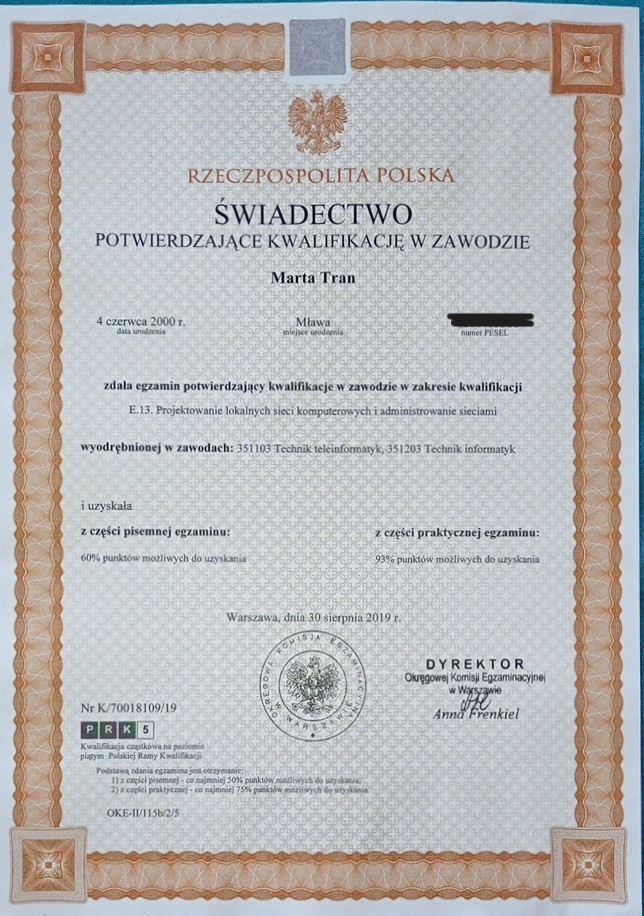 RZECZPOSPOLITA POLSKA
ŚWIADECTWO
POTWIERDZAJĄCE KWALIFIKACJĘ W ZAWODZIE
Marta Tran
4 czerwca 2000 r. Mława
data urodzenia miejsce urodzenia numer PESEL
zdała egzamin potwierdzający kwalifikacje w zawodzie w zakresie kwalifikacji
E.13. Projektowanie lokalnych sieci komputerowych i administrowanie sieciami
wyodrębnionej w zawodach: 351103 Technik teleinformatyk, 351203 Technik informatyk
i uzyskała
z części pisemnej egzaminu: z części praktycznej egzaminu:
60% punktów możliwych do uzyskania 93% punktów możliwych do uzyskania
Warszawa, dnia 30 sierpnia 2019 r.
OKRĘGOWA KOMISJA EGZAMINACYJNA
W WARSZAWIE
DYREKTOR
Okręgowej Komisji Egzaminacyjnej
w Warszawie
Anna Frenkiel
Nr K/70018109/19
PRK5
Kwalifikacja cząstkowa na poziomie
piątym Polskiej Ramy Kwalifikacji
Podstawą zdania egzaminu jest otrzymanie:
1) z części pisemnej - co najmniej 50% punktów możliwych do uzyskania;
2) z części praktycznej - co najmniej 75% punktów możliwych do uzyskania.
OKE-II/115b/2/5